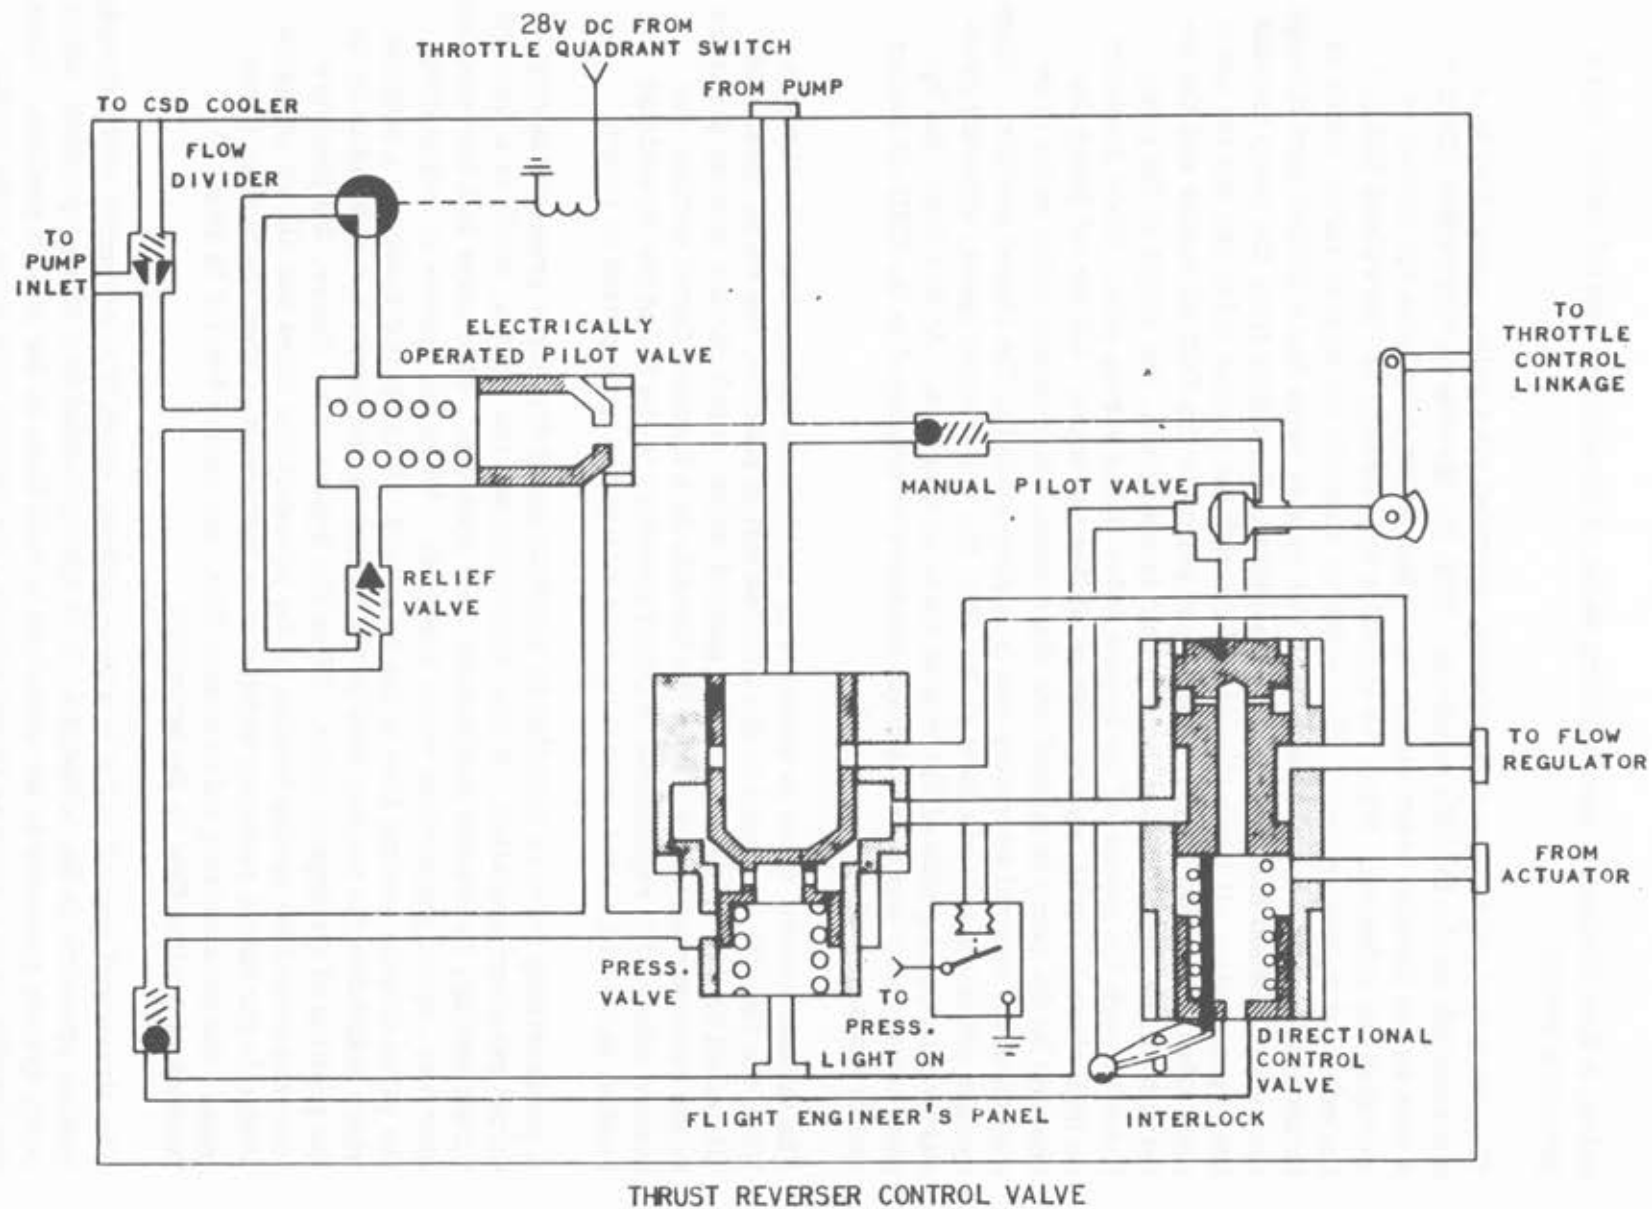 28V DC FROM
THROTTLE QUADRANT SWITCH
FROM PUMP
TO CSD COOLER
FLOW
DIVIDER
TO
PUMP
INLET
ELECTRICALLY
OPERATED PILOT VALVE
TO
THROTTLE
CONTROL
LINKAGE
MANUAL PILOT VALVE
RELIEF
VALVE
TO FLOW
REGULATOR
FROM
ACTUATOR
PRESS.
VALVE
TO
PRESS.
LIGHT ON
FLIGHT ENGINEER'S PANEL
DIRECTIONAL
CONTROL
VALVE
INTERLOCK
THRUST REVERSER CONTROL VALVE